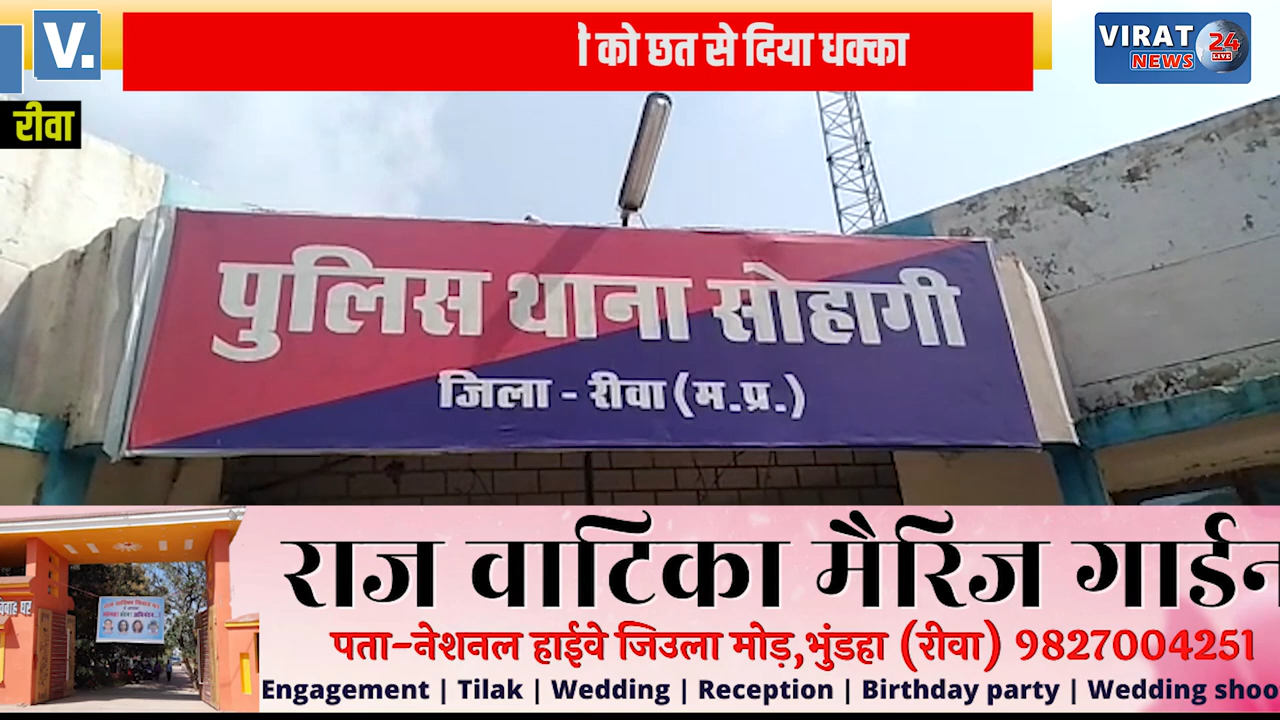 V.
को छत से दिया धक्का
VIRAT 24
NEWS LIVE
रीवा
पुलिस थाना सोहागी
जिला - रीवा (म.प्र.)
राज वाटिका मैरिज गार्डन
पता-नेशनल हाईवे जिउला मोड़,भुंडहा (रीवा) 9827004251
Engagement | Tilak | Wedding | Reception | Birthday party | Wedding shoo